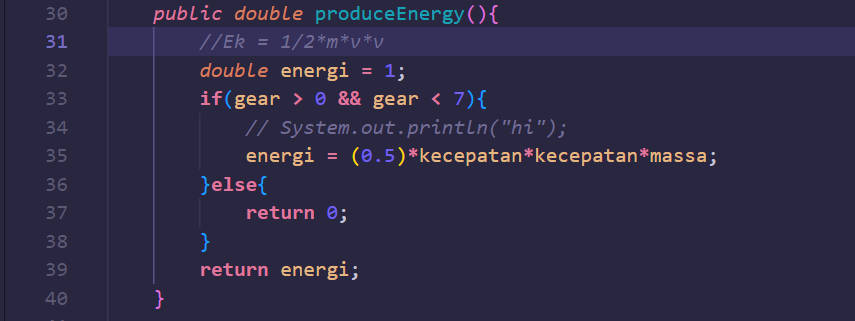 30 public double produceEnergy(){
31 //Ek = 1/2*m*v*v
32 double energi = 1;
33 if(gear > 0 && gear < 7){
34 // System.out.println("hi");
35 energi = (0.5)*kecepatan*kecepatan*massa;
36 }else{
37 return 0;
38 }
39 return energi;
40 }